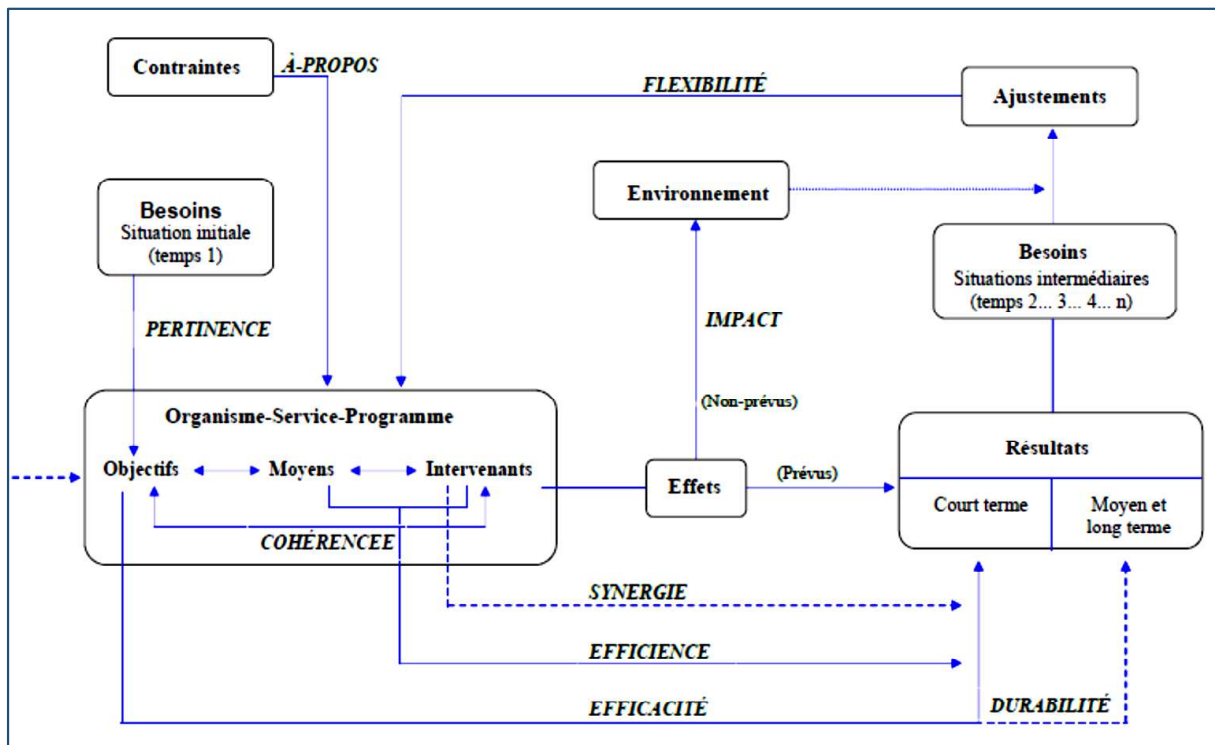 Contraintes
À-PROPOS
FLEXIBILITÉ
Ajustements
Environnement
Besoins
Situation initiale
(temps 1)
Besoins
Situations intermédiaires
(temps 2... 3... 4... n)
PERTINENCE
IMPACT
(Non-prévus)
Organisme-Service-Programme
Objectifs
Moyens
Intervenants
COHÉRENCEE
Effets
(Prévus)
Résultats
Court terme
Moyen et
long terme
SYNERGIE
EFFICIENCE
EFFICACITÉ
DURABILITÉ